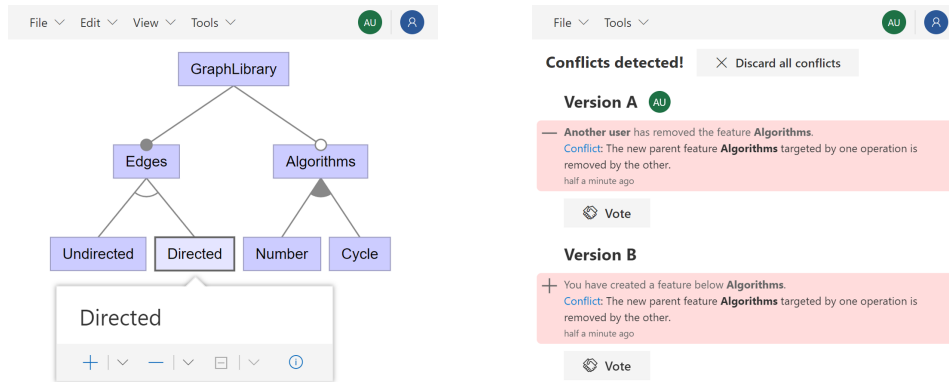 File Edit View Tools AU
GraphLibrary
Edges Algorithms
Undirected Directed Number Cycle
Directed
File Tools AU
Conflicts detected! Discard all conflicts
Version A AU
Another user has removed the feature Algorithms.
Conflict: The new parent feature Algorithms targeted by one operation is
removed by the other.
half a minute ago
Vote
Version B
You have created a feature below Algorithms.
Conflict: The new parent feature Algorithms targeted by one operation is
removed by the other.
half a minute ago
Vote